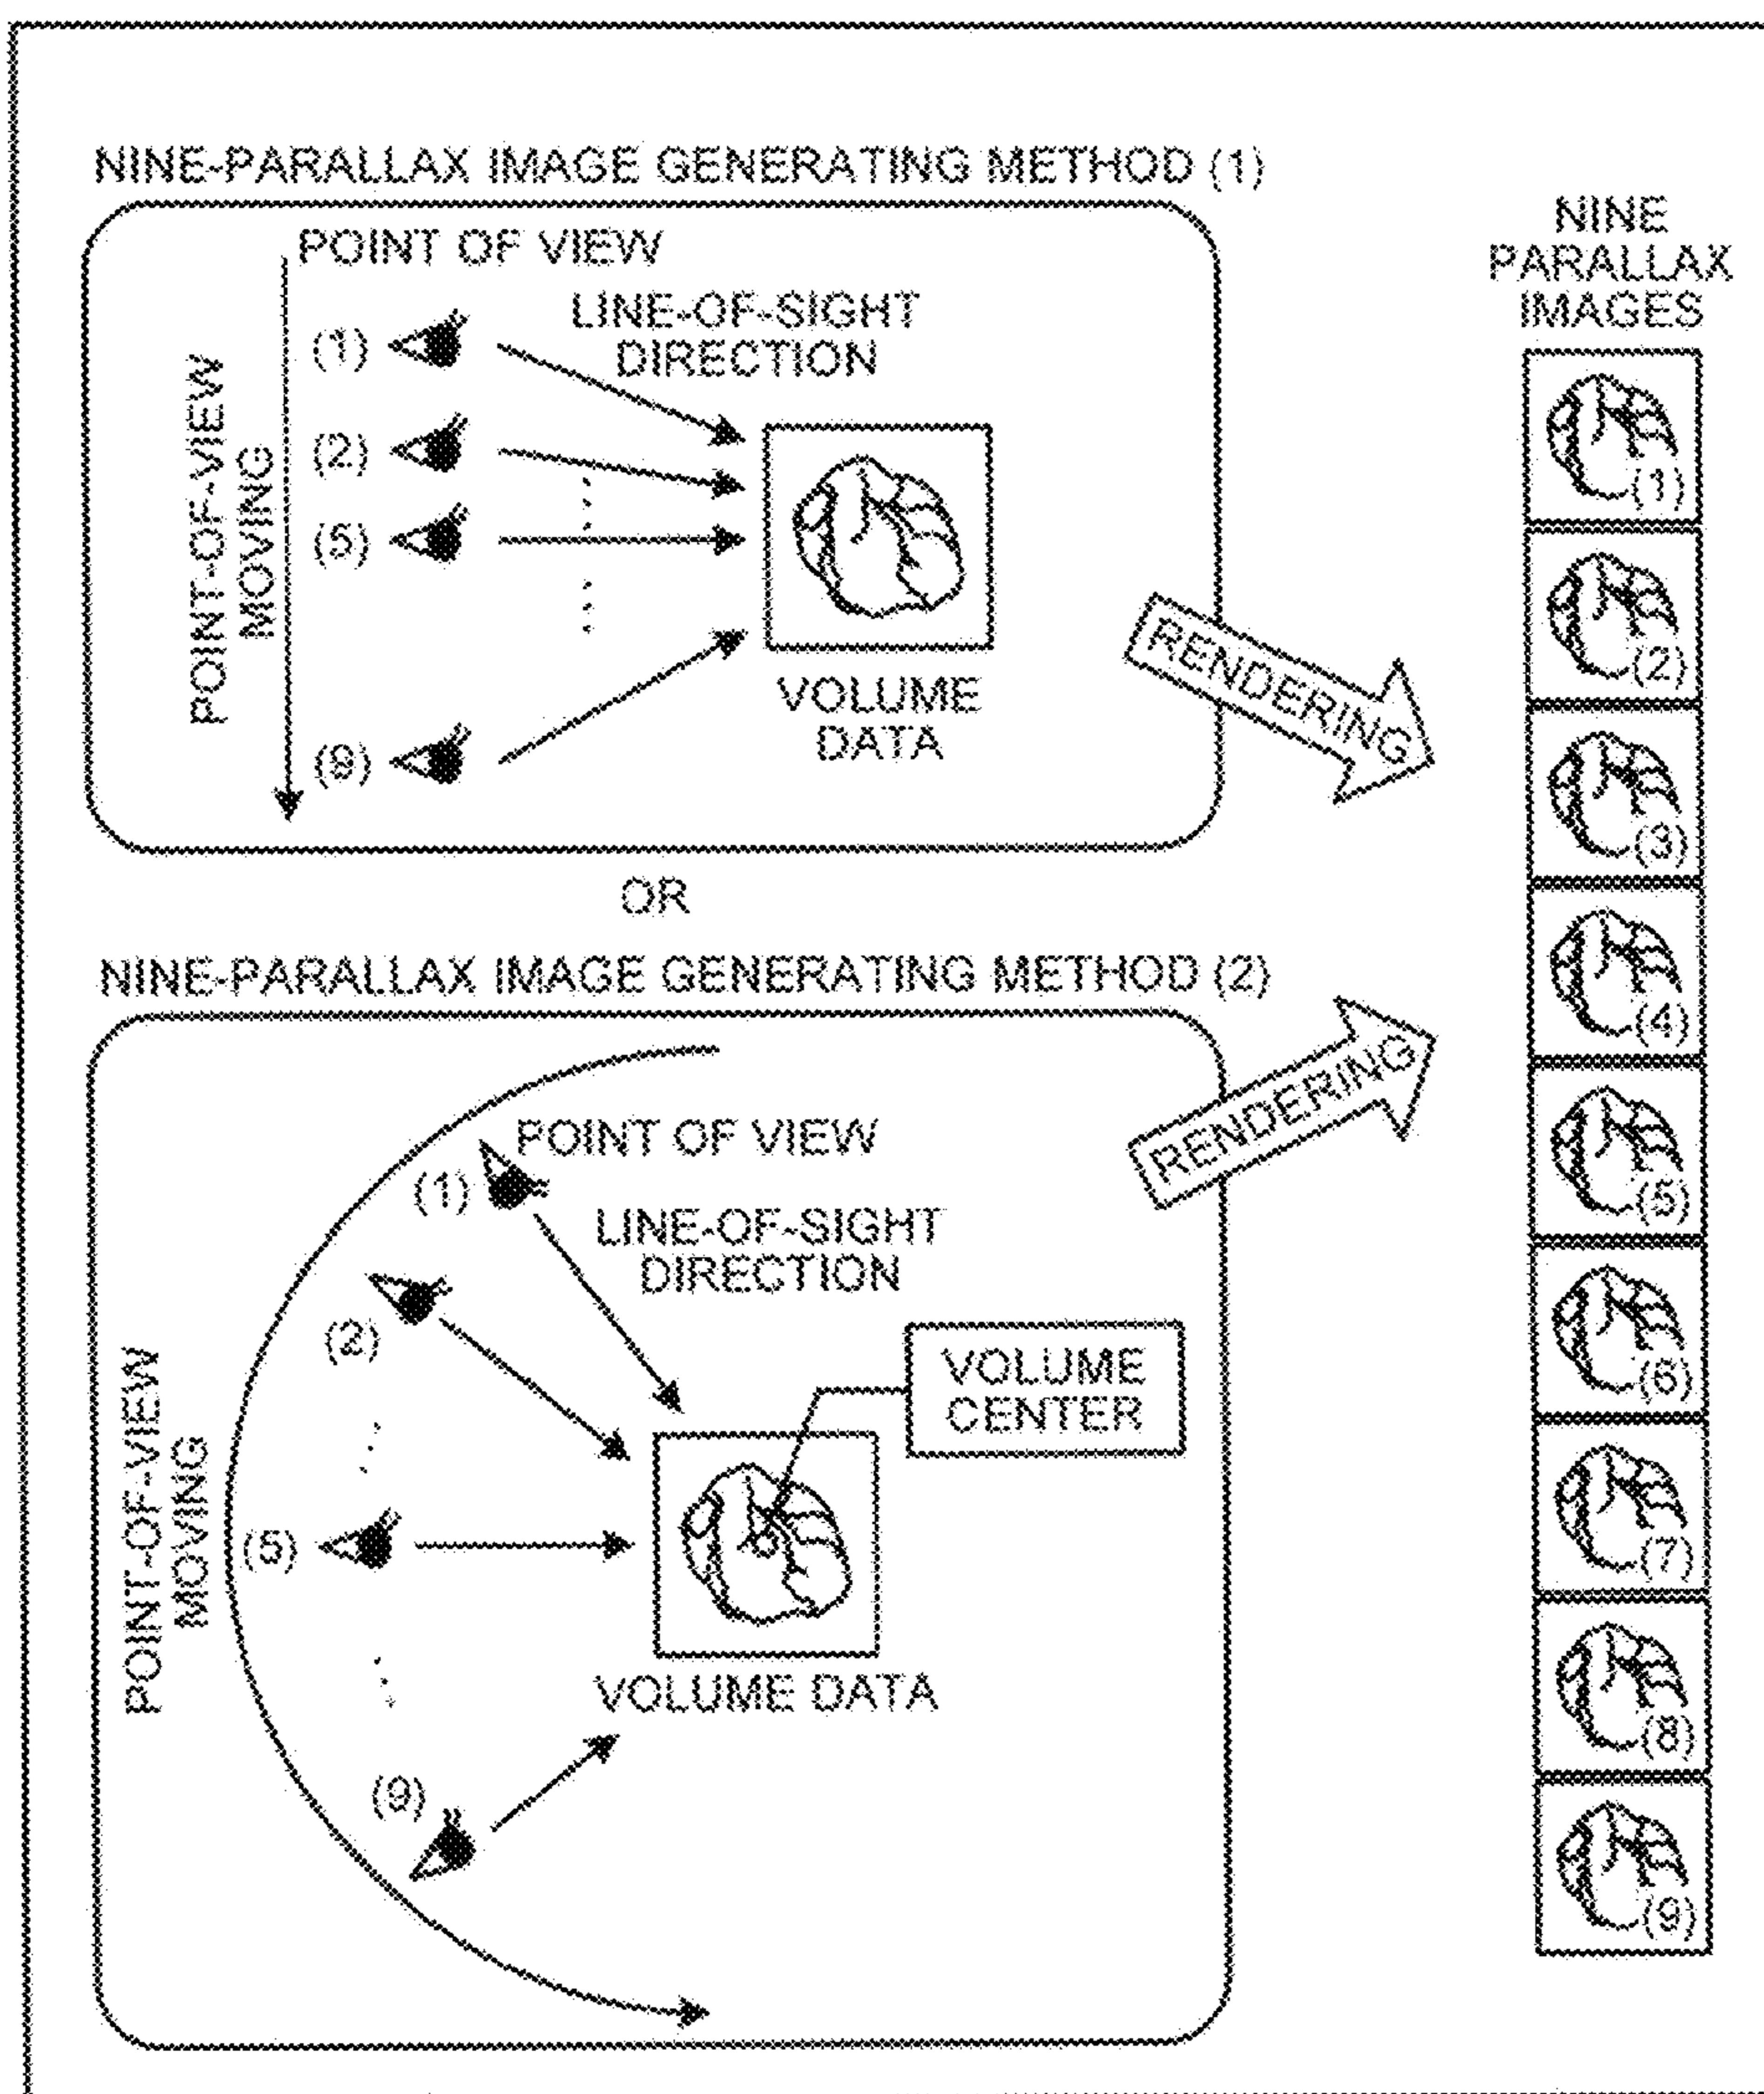 NINE-PARALLAX IMAGE GENERATING METHOD (1)
POINT OF VIEW
LINE-OF-SIGHT
DIRECTION
POINT-OF-VIEW
MOVING
(1)
(2)
(5)
(9)
VOLUME
DATA
RENDERING
OR
NINE-PARALLAX IMAGE GENERATING METHOD (2)
POINT OF VIEW
(1)
LINE-OF-SIGHT
DIRECTION
(2)
VOLUME
CENTER
POINT-OF-VIEW
MOVING
(5)
VOLUME DATA
(9)
RENDERING
NINE
PARALLAX
IMAGES
(1)
(2)
(3)
(4)
(5)
(6)
(7)
(8)
(9)